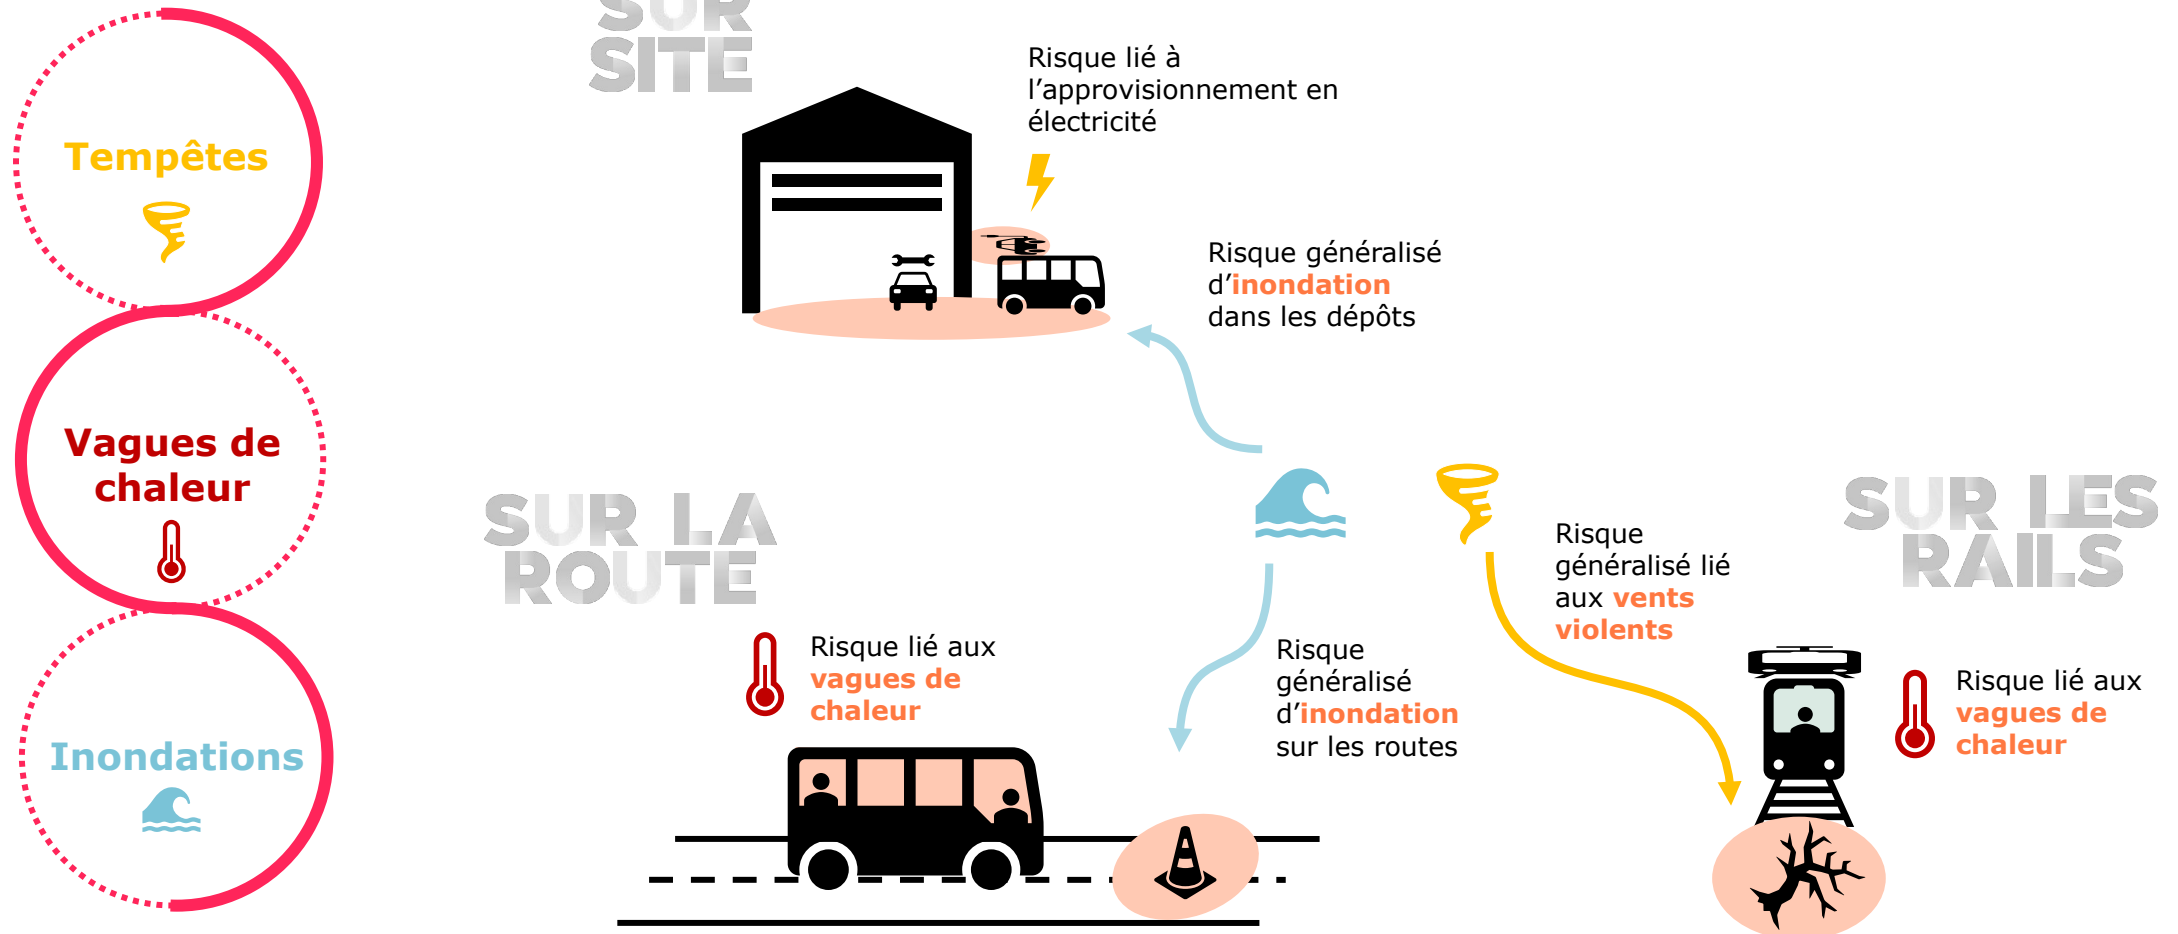 Tempêtes
Vagues de
chaleur
Inondations
SUR
SITE
Risque lié à
l’approvisionnement en
électricité
Risque généralisé
d’inondation
dans les dépôts
SUR LA
ROUTE
Risque lié aux
vagues de
chaleur
Risque
généralisé
d’inondation
sur les routes
Risque
généralisé lié
aux vents
violents
SUR LES
RAILS
Risque lié aux
vagues de
chaleur